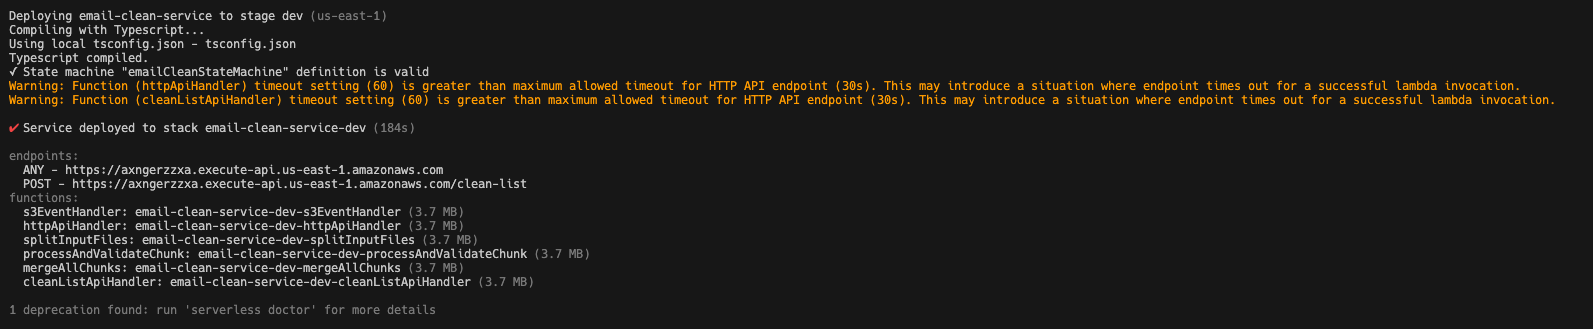 Deploying email-clean-service to stage dev (us-east-1)
Compiling with Typescript...
Using local tsconfig.json - tsconfig.json
Typescript compiled.
✓ State machine "emailCleanStateMachine" definition is valid
Warning: Function (httpApiHandler) timeout setting (60) is greater than maximum allowed timeout for HTTP API endpoint (30s). This may introduce a situation where endpoint times out for a successful lambda invocation.
Warning: Function (cleanListApiHandler) timeout setting (60) is greater than maximum allowed timeout for HTTP API endpoint (30s). This may introduce a situation where endpoint times out for a successful lambda invocation.
✔ Service deployed to stack email-clean-service-dev (184s)
endpoints:
ANY - https://axngerzzxa.execute-api.us-east-1.amazonaws.com
POST - https://axngerzzxa.execute-api.us-east-1.amazonaws.com/clean-list
functions:
s3EventHandler: email-clean-service-dev-s3EventHandler (3.7 MB)
httpApiHandler: email-clean-service-dev-httpApiHandler (3.7 MB)
splitInputFiles: email-clean-service-dev-splitInputFiles (3.7 MB)
processAndValidateChunk: email-clean-service-dev-processAndValidateChunk (3.7 MB)
mergeAllChunks: email-clean-service-dev-mergeAllChunks (3.7 MB)
cleanListApiHandler: email-clean-service-dev-cleanListApiHandler (3.7 MB)
1 deprecation found: run 'serverless doctor' for more details